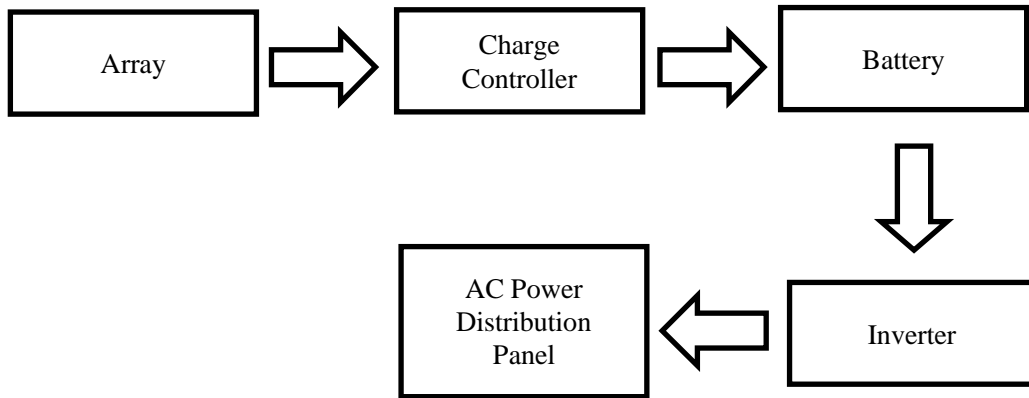 Array
Charge
Controller
Battery
AC Power
Distribution
Panel
Inverter